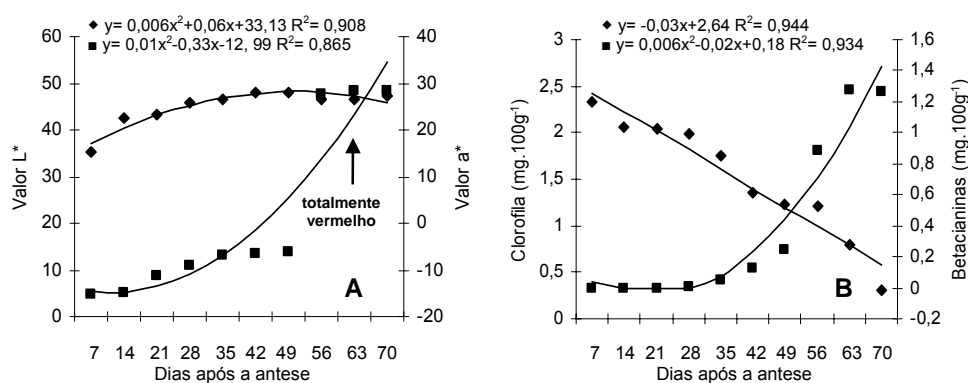 ◆ y= 0,006x²+0,06x+33,13 R²= 0,908
■ y= 0,01x²-0,33x-12, 99 R²= 0,865
60
50
40
30
20
10
0
Valor L*
40
30
20
10
0
-10
-20
Valor a*
totalmente
vermelho
A
7 14 21 28 35 42 49 56 63 70
Dias após a antese
◆ y= -0,03x+2,64 R²= 0,944
■ y= 0,006x²-0,02x+0,18 R²= 0,934
3
2,5
2
1,5
1
0,5
0
Clorofila (mg.100g⁻¹)
1,6
1,4
1,2
1
0,8
0,6
0,4
0,2
0
-0,2
Betacianinas (mg.100g⁻¹)
B
7 14 21 28 35 42 49 56 63 70
Dias após a antese